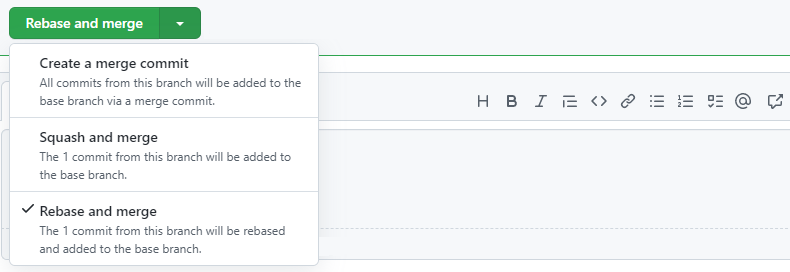 Rebase and merge
Create a merge commit
All commits from this branch will be added to the
base branch via a merge commit.
Squash and merge
The 1 commit from this branch will be added to
the base branch.
Rebase and merge
The 1 commit from this branch will be rebased
and added to the base branch.